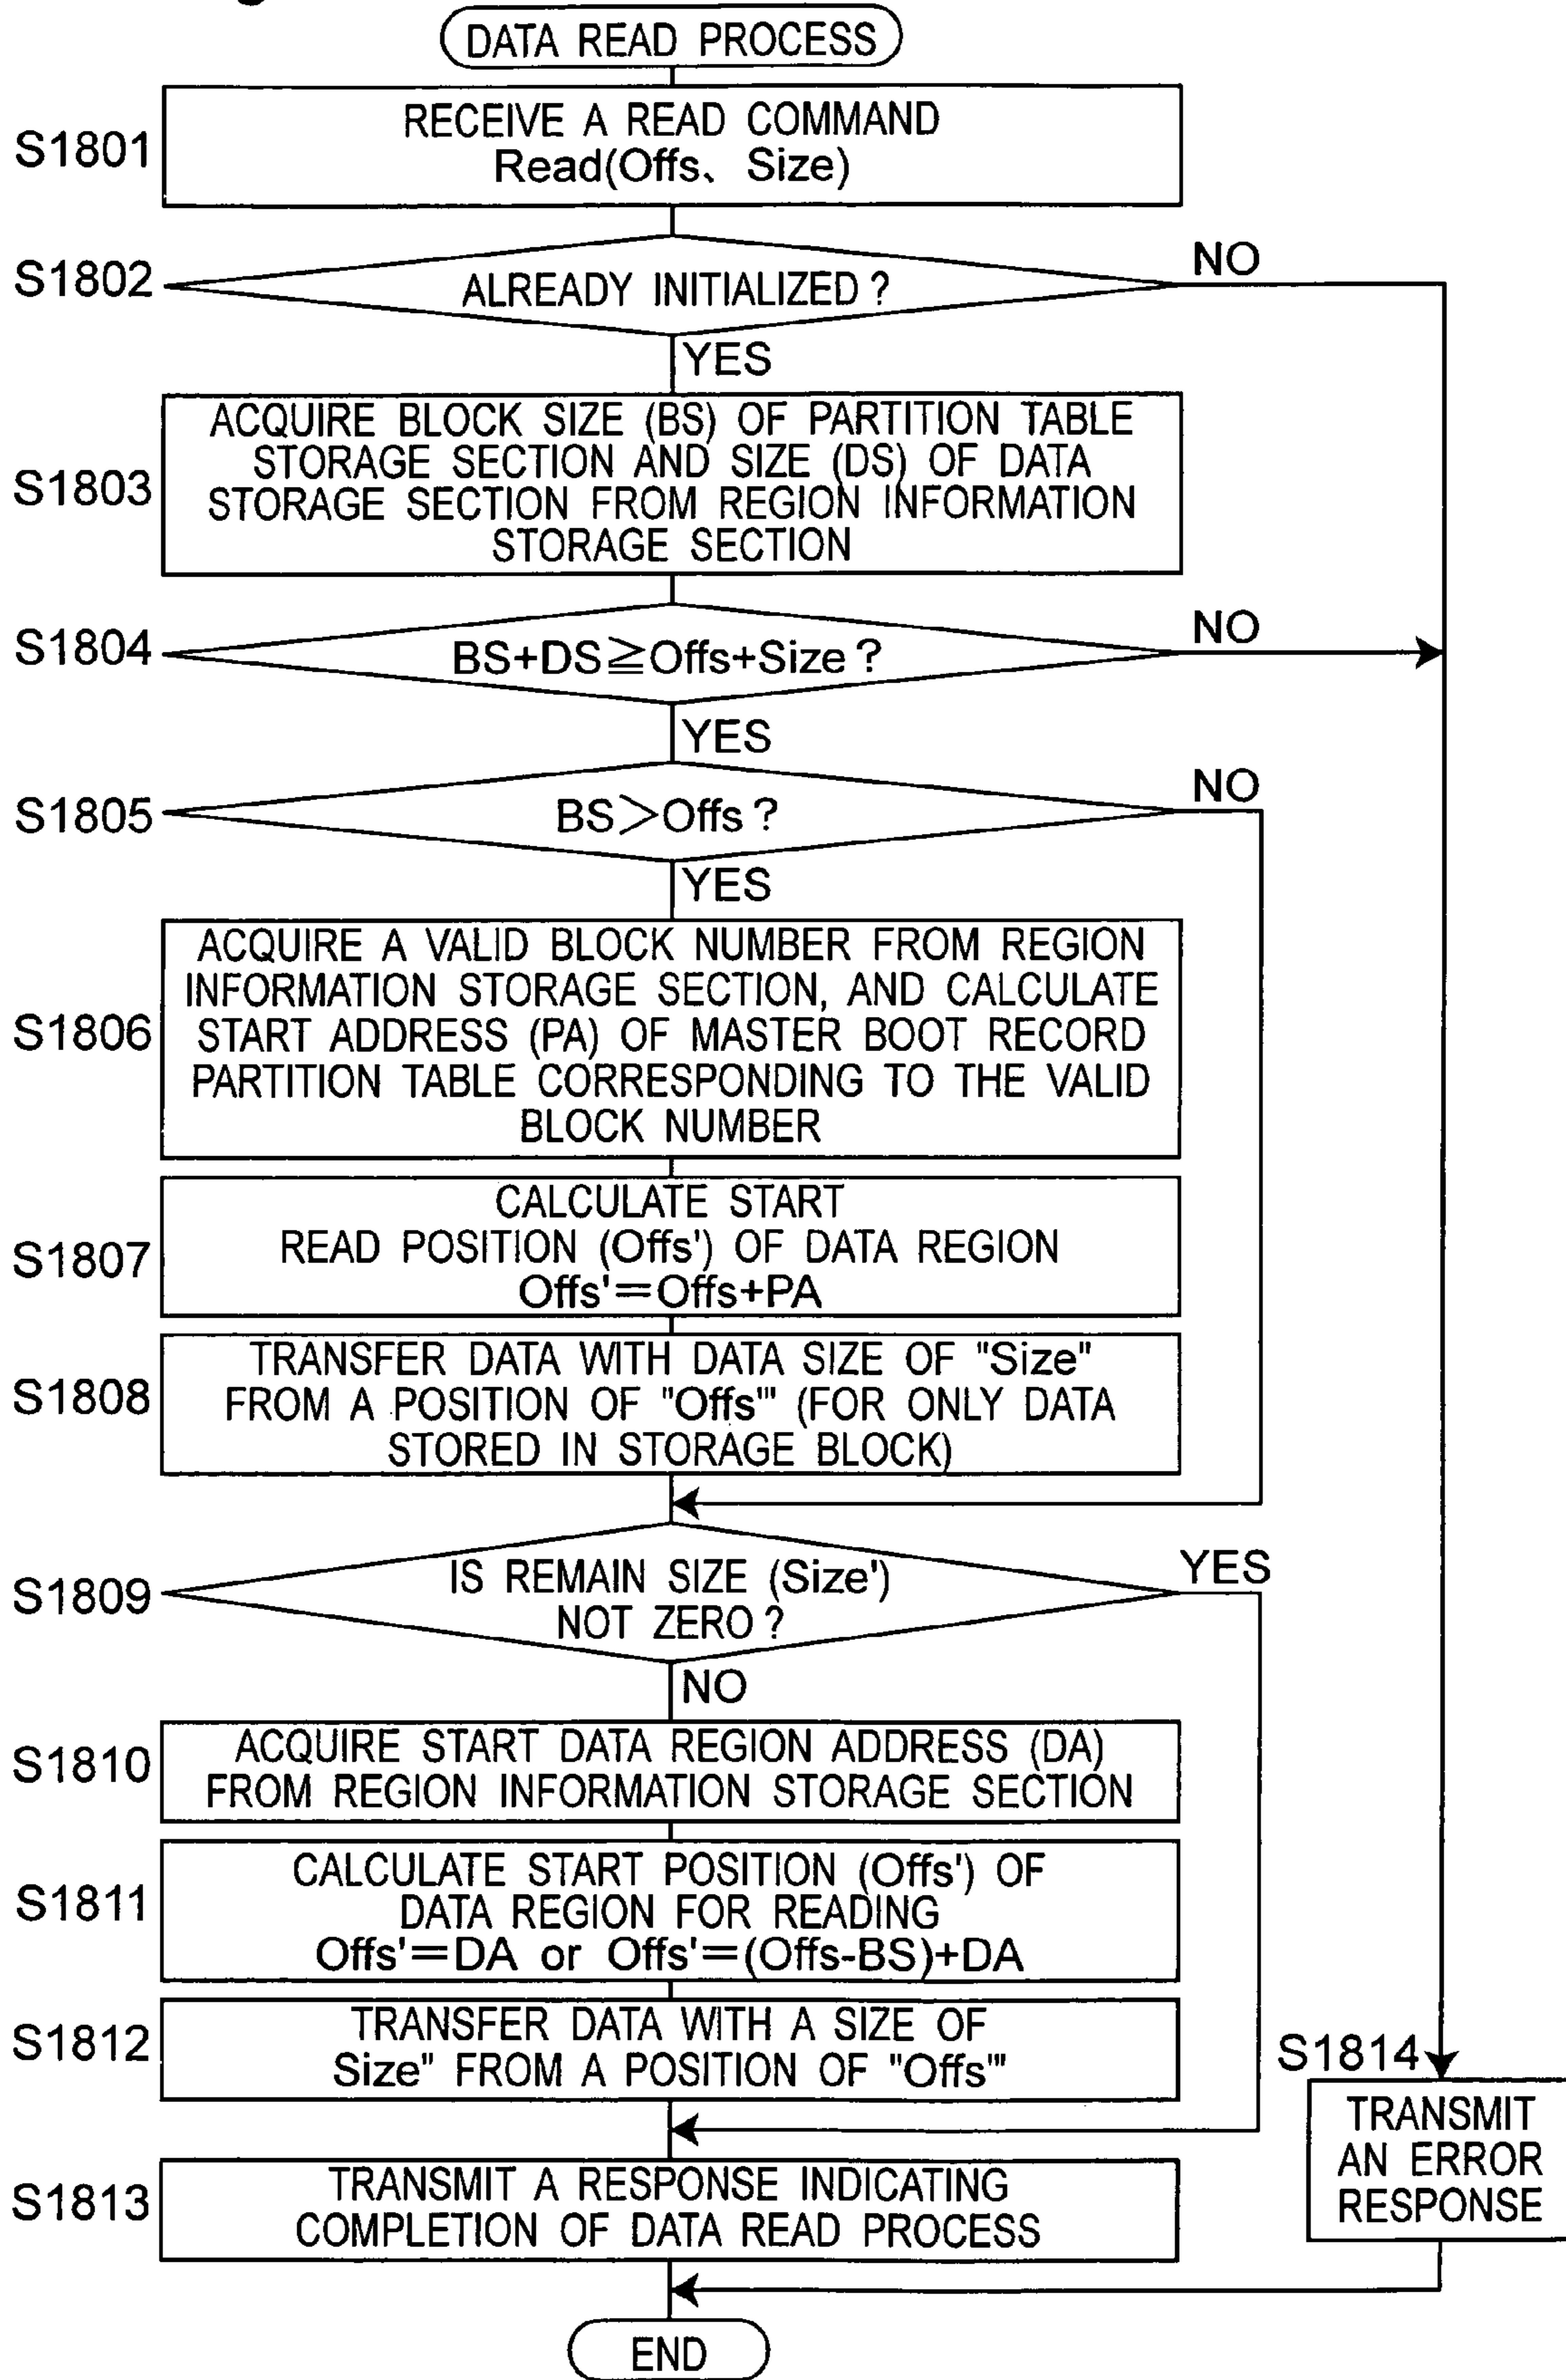 DATA READ PROCESS
S1801
RECEIVE A READ COMMAND
Read(Offs、 Size)
S1802
ALREADY INITIALIZED ?
NO
YES
S1803
ACQUIRE BLOCK SIZE (BS) OF PARTITION TABLE
STORAGE SECTION AND SIZE (DS) OF DATA
STORAGE SECTION FROM REGION INFORMATION
STORAGE SECTION
S1804
BS+DS≧Offs+Size ?
NO
YES
S1805
BS>Offs ?
NO
YES
S1806
ACQUIRE A VALID BLOCK NUMBER FROM REGION
INFORMATION STORAGE SECTION, AND CALCULATE
START ADDRESS (PA) OF MASTER BOOT RECORD
PARTITION TABLE CORRESPONDING TO THE VALID
BLOCK NUMBER
S1807
CALCULATE START
READ POSITION (Offs') OF DATA REGION
Offs'=Offs+PA
S1808
TRANSFER DATA WITH DATA SIZE OF "Size"
FROM A POSITION OF "Offs'" (FOR ONLY DATA
STORED IN STORAGE BLOCK)
S1809
IS REMAIN SIZE (Size')
NOT ZERO ?
YES
NO
S1810
ACQUIRE START DATA REGION ADDRESS (DA)
FROM REGION INFORMATION STORAGE SECTION
S1811
CALCULATE START POSITION (Offs') OF
DATA REGION FOR READING
Offs'=DA or Offs'=(Offs-BS)+DA
S1812
TRANSFER DATA WITH A SIZE OF
Size" FROM A POSITION OF "Offs'"
S1813
TRANSMIT A RESPONSE INDICATING
COMPLETION OF DATA READ PROCESS
S1814
TRANSMIT
AN ERROR
RESPONSE
END